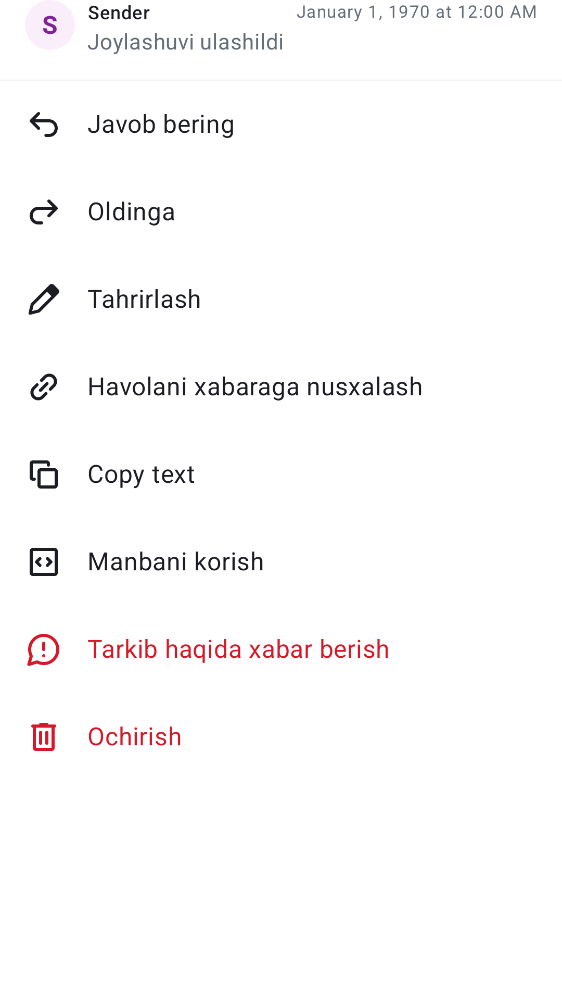 S
Sender
January 1, 1970 at 12:00 AM
Joylashuvi ulashildi
Javob bering
Oldinga
Tahrirlash
Havolani xabaraga nusxalash
Copy text
Manbani korish
Tarkib haqida xabar berish
Ochirish